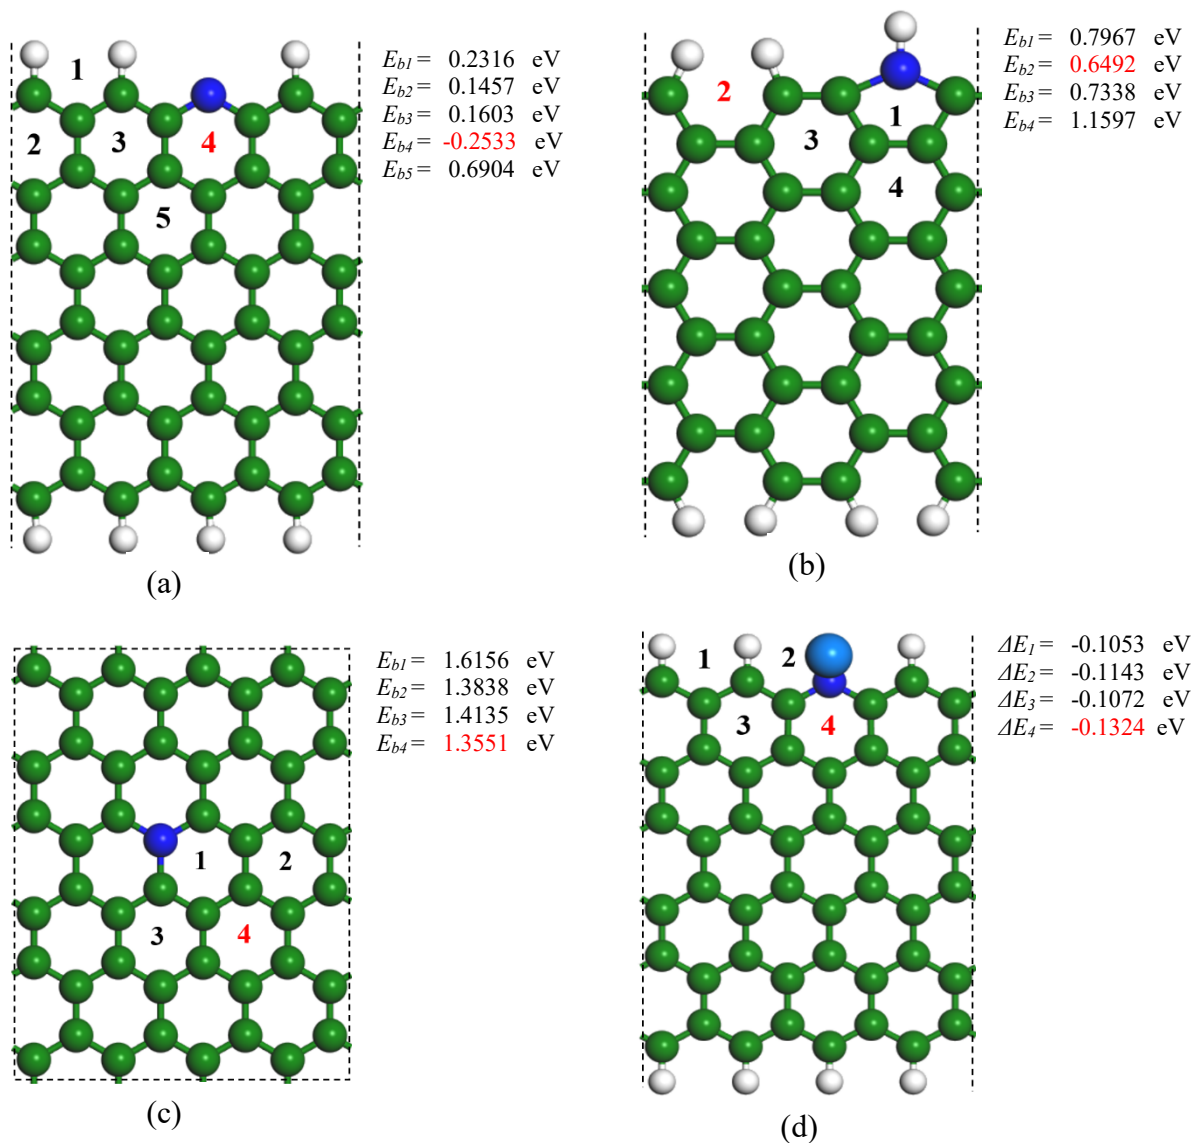 1
2
3
4
5
E_b1 = 0.2316 eV
E_b2 = 0.1457 eV
E_b3 = 0.1603 eV
E_b4 = -0.2533 eV
E_b5 = 0.6904 eV
(a)
2
1
3
4
E_b1 = 0.7967 eV
E_b2 = 0.6492 eV
E_b3 = 0.7338 eV
E_b4 = 1.1597 eV
(b)
1
2
3
4
E_b1 = 1.6156 eV
E_b2 = 1.3838 eV
E_b3 = 1.4135 eV
E_b4 = 1.3551 eV
(c)
1
2
3
4
ΔE_1 = -0.1053 eV
ΔE_2 = -0.1143 eV
ΔE_3 = -0.1072 eV
ΔE_4 = -0.1324 eV
(d)